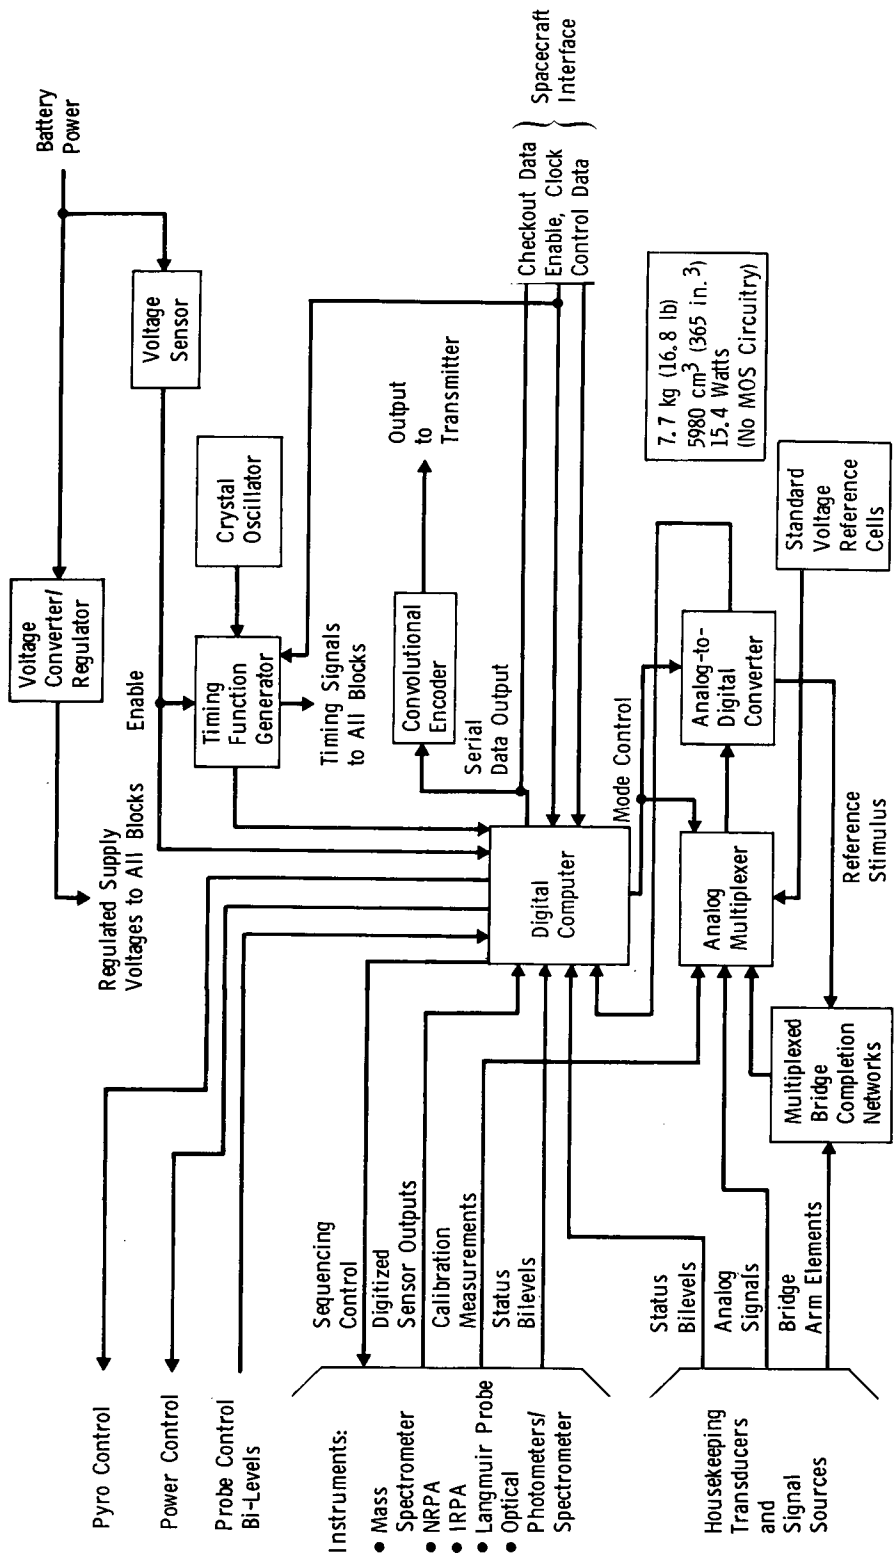 Pyro Control
Power Control
Probe Control
Bi-Levels
Instruments:
• Mass
Spectrometer
• NRPA
• IRPA
• Langmuir Probe
• Optical
Photometers/
Spectrometer
Housekeeping
Transducers
and
Signal
Sources
Sequencing
Control
Digitized
Sensor Outputs
Calibration
Measurements
Status
Bilevels
Status
Bilevels
Analog
Signals
Bridge
Arm Elements
Regulated Supply
Voltages to All Blocks
Voltage
Converter/
Regulator
Battery
Power
Enable
Voltage
Sensor
Timing
Function
Generator
Crystal
Oscillator
Timing Signals
to All Blocks
Convolutional
Encoder
Output
to
Transmitter
Serial
Data Output
Checkout Data
Enable, Clock
Control Data
Spacecraft
Interface
Digital
Computer
Mode Control
Analog
Multiplexer
Analog-to-
Digital
Converter
7.7 kg (16.8 lb)
5980 cm3 (365 in.3)
15.4 Watts
(No MOS Circuitry)
Standard
Voltage
Reference
Cells
Multiplexed
Bridge
Completion
Networks
Reference
Stimulus